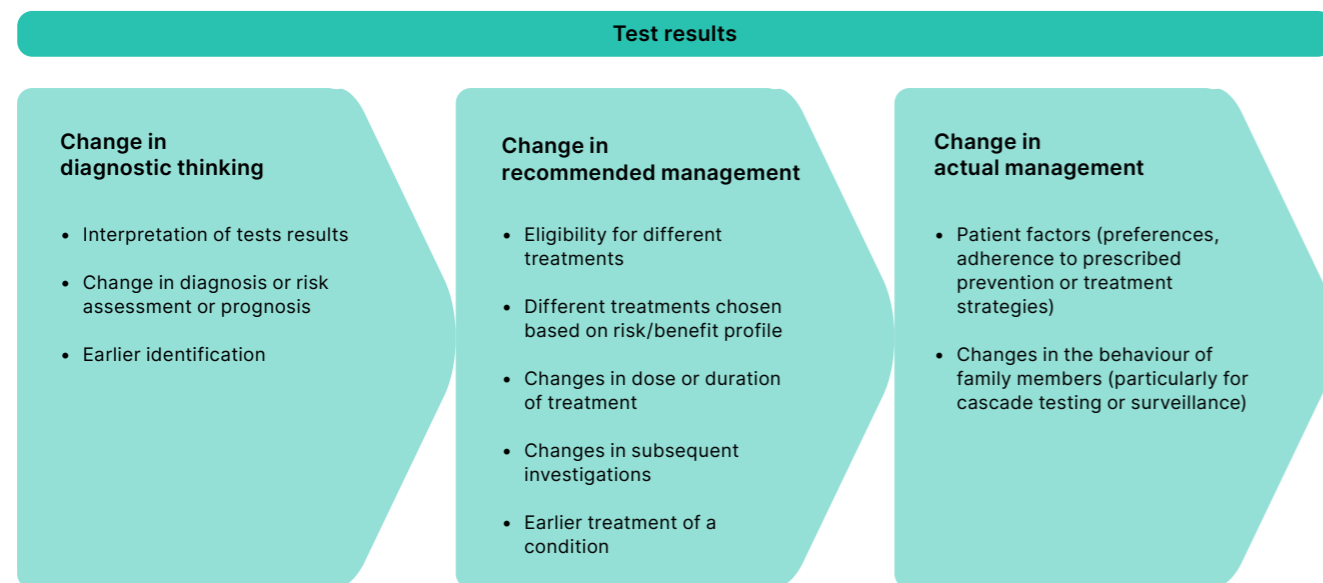 Test results
Change in
diagnostic thinking
• Interpretation of tests results
• Change in diagnosis or risk
assessment or prognosis
• Earlier identification
Change in
recommended management
• Eligibility for different
treatments
• Different treatments chosen
based on risk/benefit profile
• Changes in dose or duration
of treatment
• Changes in subsequent
investigations
• Earlier treatment of a
condition
Change in
actual management
• Patient factors (preferences,
adherence to prescribed
prevention or treatment
strategies)
• Changes in the behaviour of
family members (particularly for
cascade testing or surveillance)